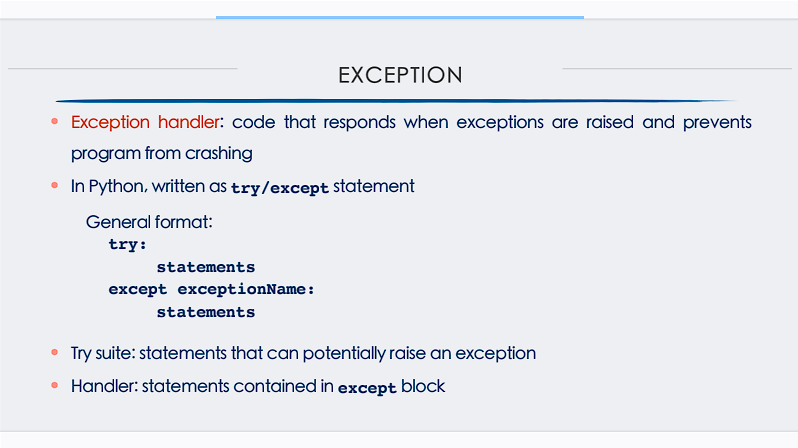 EXCEPTION
Exception handler: code that responds when exceptions are raised and prevents
program from crashing
In Python, written as try/except statement
General format:
try:
statements
except exceptionName:
statements
Try suite: statements that can potentially raise an exception
Handler: statements contained in except block